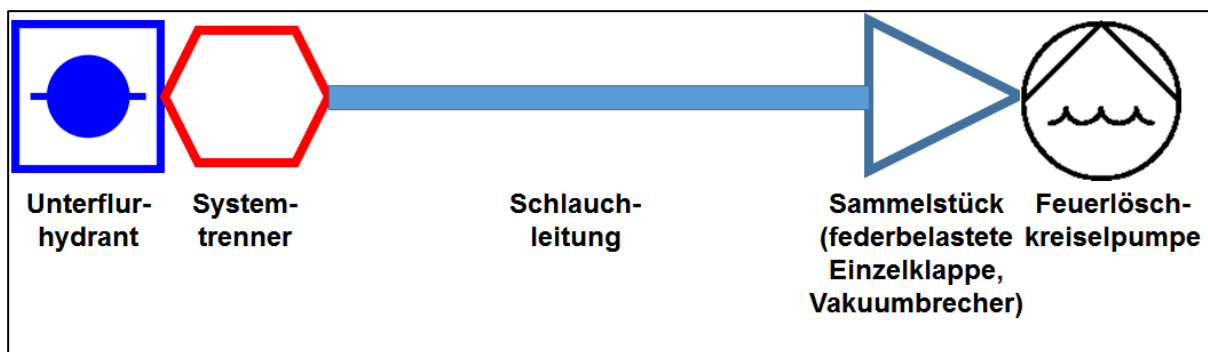 Unterflur-
hydrant
System-
trenner
Schlauch-
leitung
Sammelstück
(federbelastete
Einzelklappe,
Vakuumbrecher)
Feuerlösch-
kreiselpumpe